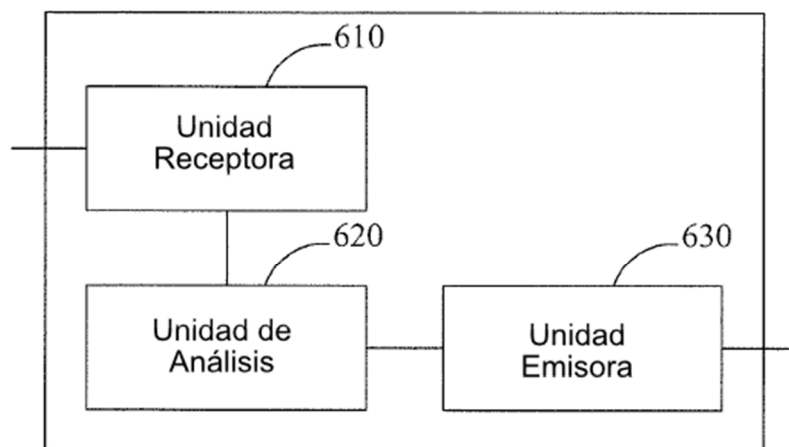 610
Unidad
Receptora
620
630
Unidad de
Análisis
Unidad
Emisora